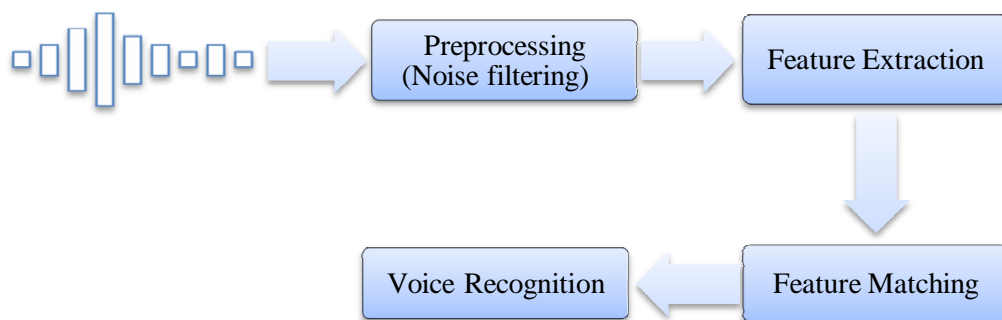 Preprocessing
(Noise filtering)
Feature Extraction
Feature Matching
Voice Recognition